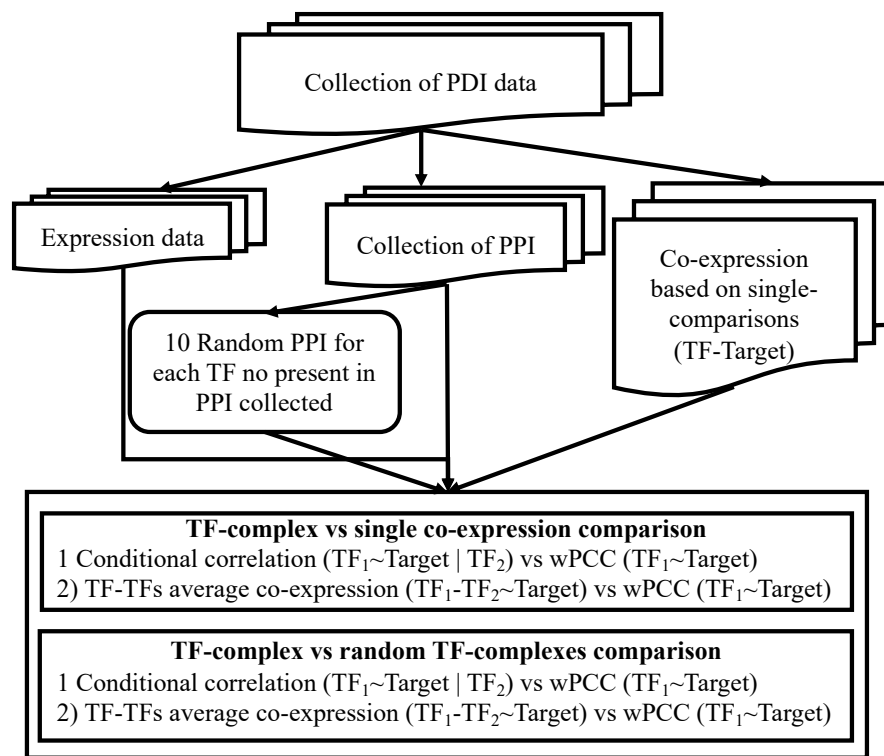 Collection of PDI data
Expression data
Collection of PPI
Co-expression
based on single-
comparisons
(TF-Target)
10 Random PPI for
each TF no present in
PPI collected
TF-complex vs single co-expression comparison
1 Conditional correlation (TF₁~Target | TF₂) vs wPCC (TF₁~Target)
2) TF-TFs average co-expression (TF₁-TF₂~Target) vs wPCC (TF₁~Target)
TF-complex vs random TF-complexes comparison
1 Conditional correlation (TF₁~Target | TF₂) vs wPCC (TF₁~Target)
2) TF-TFs average co-expression (TF₁-TF₂~Target) vs wPCC (TF₁~Target)